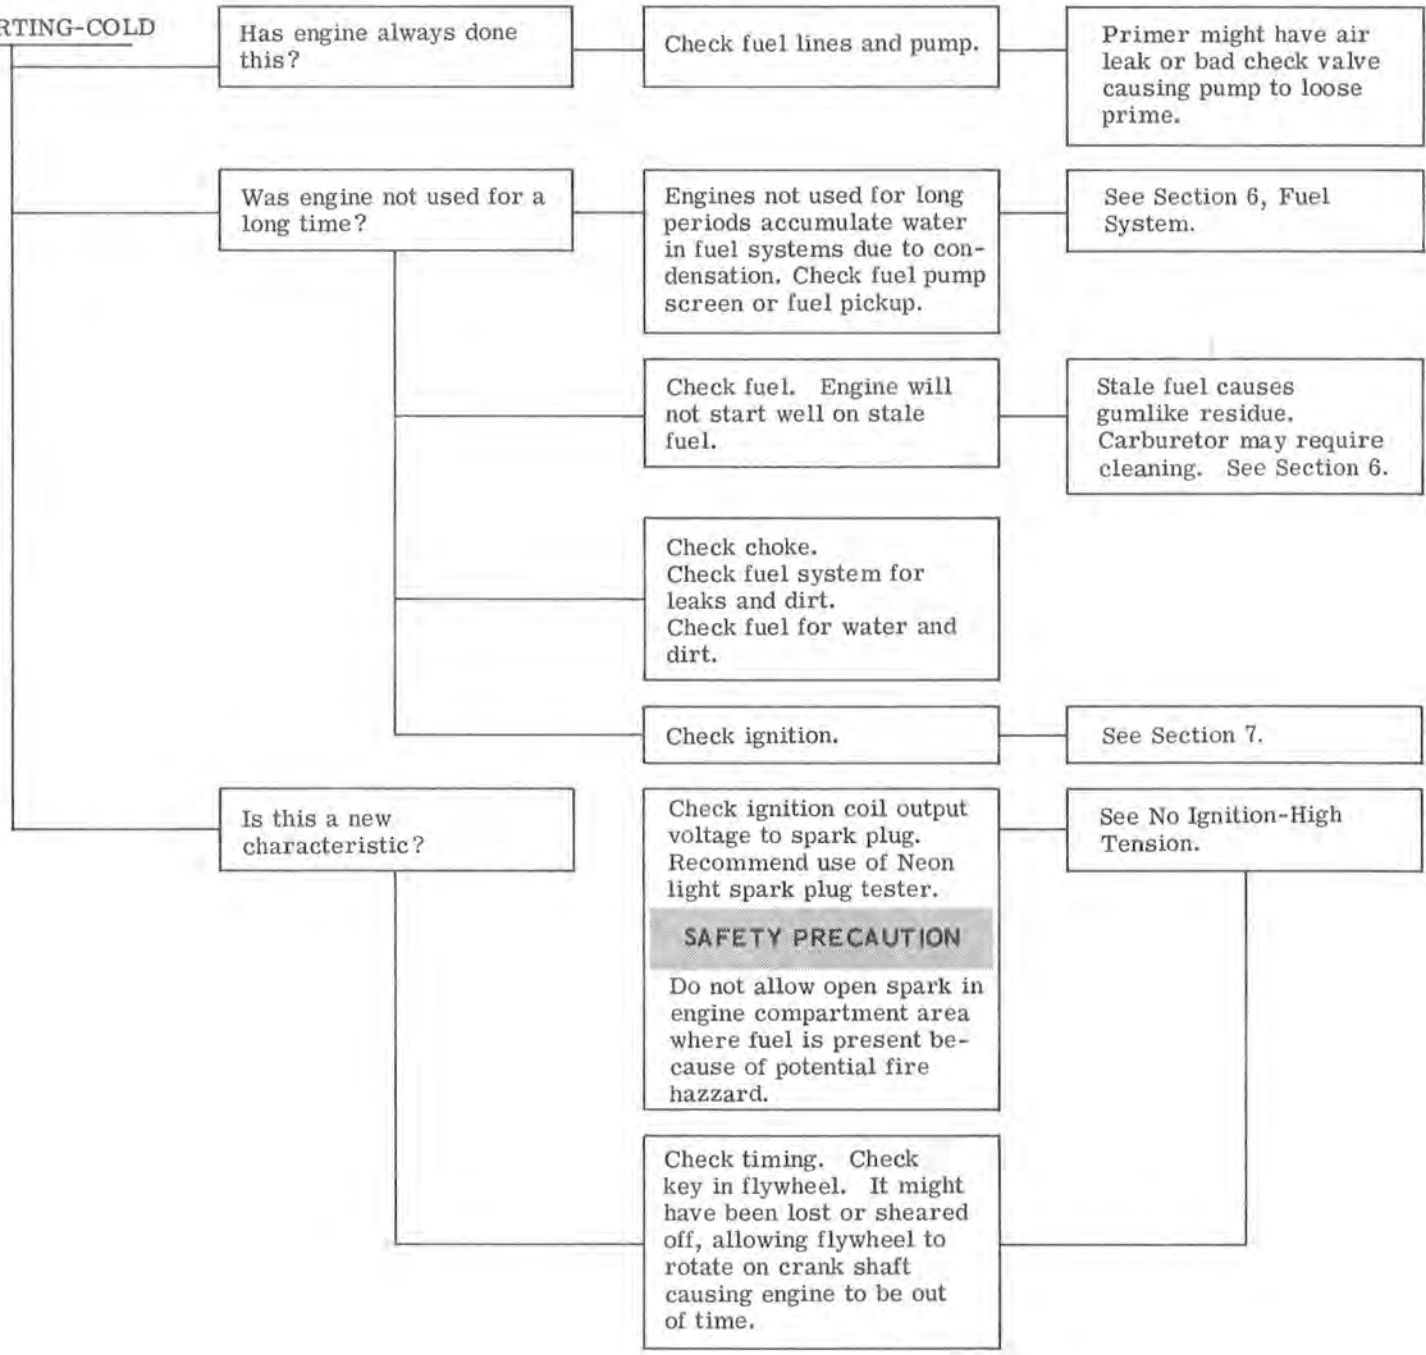 RTING-COLD
Has engine always done
this?
Check fuel lines and pump.
Primer might have air
leak or bad check valve
causing pump to loose
prime.
Was engine not used for a
long time?
Engines not used for long
periods accumulate water
in fuel systems due to con-
densation. Check fuel pump
screen or fuel pickup.
See Section 6, Fuel
System.
Check fuel. Engine will
not start well on stale
fuel.
Stale fuel causes
gumlike residue.
Carburetor may require
cleaning. See Section 6.
Check choke.
Check fuel system for
leaks and dirt.
Check fuel for water and
dirt.
Check ignition.
See Section 7.
Is this a new
characteristic?
Check ignition coil output
voltage to spark plug.
Recommend use of Neon
light spark plug tester.
SAFETY PRECAUTION
Do not allow open spark in
engine compartment area
where fuel is present be-
cause of potential fire
hazzard.
See No Ignition-High
Tension.
Check timing. Check
key in flywheel. It might
have been lost or sheared
off, allowing flywheel to
rotate on crank shaft
causing engine to be out
of time.